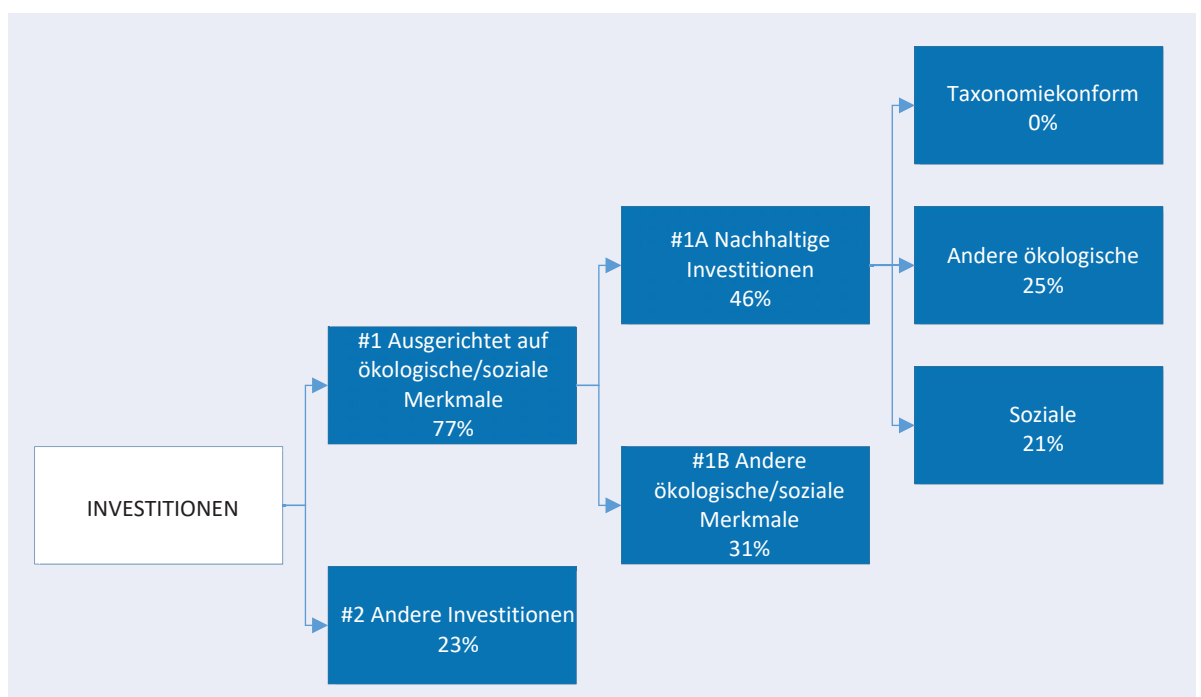 INVESTITIONEN
#1 Ausgerichtet auf
ökologische/soziale
Merkmale
77%
#2 Andere Investitionen
23%
#1A Nachhaltige
Investitionen
46%
#1B Andere
ökologische/soziale
Merkmale
31%
Taxonomiekonform
0%
Andere ökologische
25%
Soziale
21%